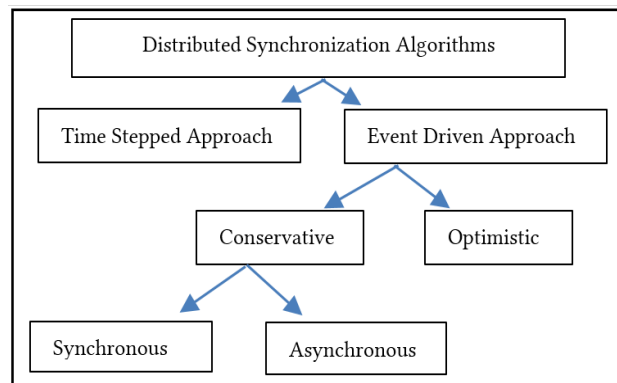 Distributed Synchronization Algorithms
Time Stepped Approach
Event Driven Approach
Conservative
Optimistic
Synchronous
Asynchronous